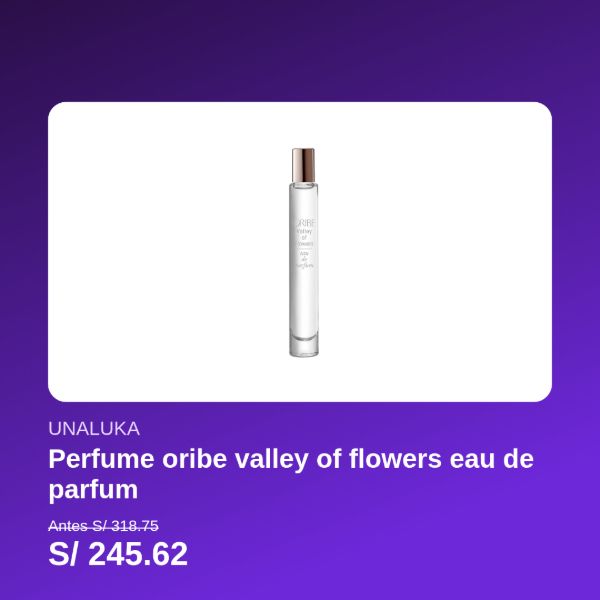 ORIBE
Valley
of
Flowers
eau
de
parfum
UNALUKA
Perfume oribe valley of flowers eau de
parfum
Antes S/ 318.75
S/ 245.62